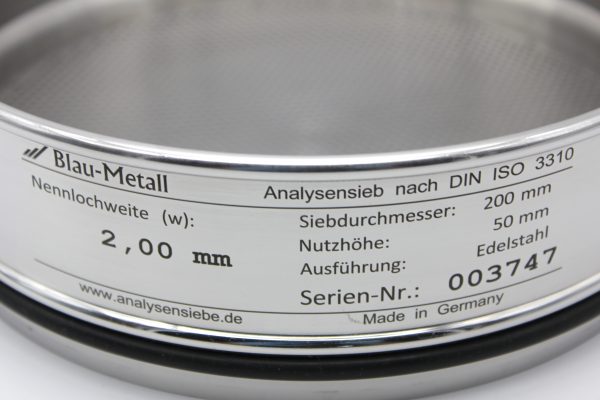 Blau-Metall
Analysensieb nach DIN ISO 3310
Nennlochweite (w):
2,00 mm
Siebdurchmesser: 200 mm
Nutzhöhe: 50 mm
Ausführung: Edelstahl
Serien-Nr.: 003747
www.analysensiebe.de
Made in Germany